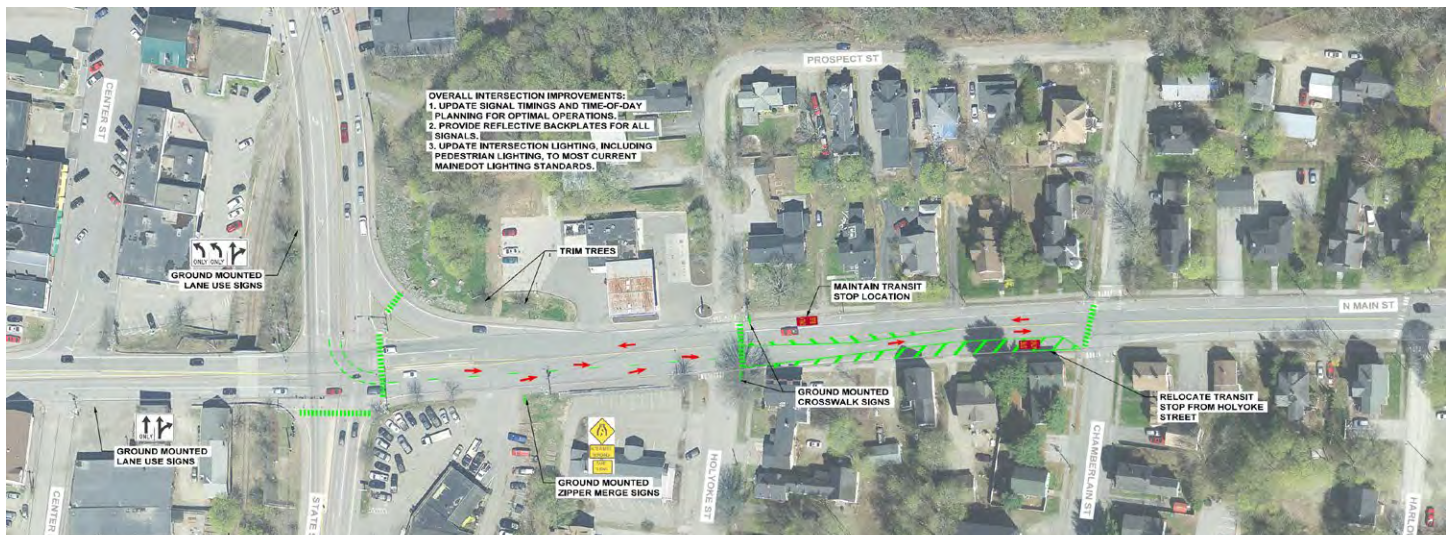 PROSPECT ST
CENTER ST
OVERALL INTERSECTION IMPROVEMENTS:
1. UPDATE SIGNAL TIMINGS AND TIME-OF-DAY
PLANNING FOR OPTIMAL OPERATIONS.
2. PROVIDE REFLECTIVE BACKPLATES FOR ALL
SIGNALS.
3. UPDATE INTERSECTION LIGHTING, INCLUDING
PEDESTRIAN LIGHTING, TO MOST CURRENT
MAINEDOT LIGHTING STANDARDS.
ONLY ONLY
GROUND MOUNTED
LANE USE SIGNS
TRIM TREES
MAINTAIN TRANSIT
STOP LOCATION
N MAIN ST
GROUND MOUNTED
CROSSWALK SIGNS
RELOCATE TRANSIT
STOP FROM HOLYOKE
STREET
ONLY
GROUND MOUNTED
LANE USE SIGNS
GROUND MOUNTED
ZIPPER MERGE SIGNS
CENTER
STATE S
HOLYOKE ST
CHAMBERLAIN ST
HARLOW